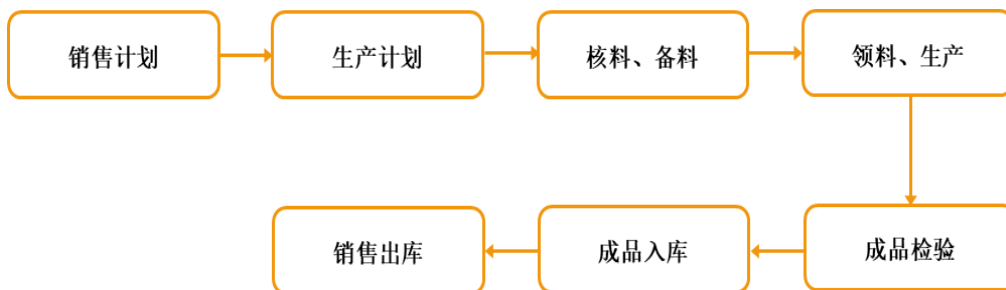 销售计划
生产计划
核料、备料
领料、生产
成品检验
成品入库
销售出库